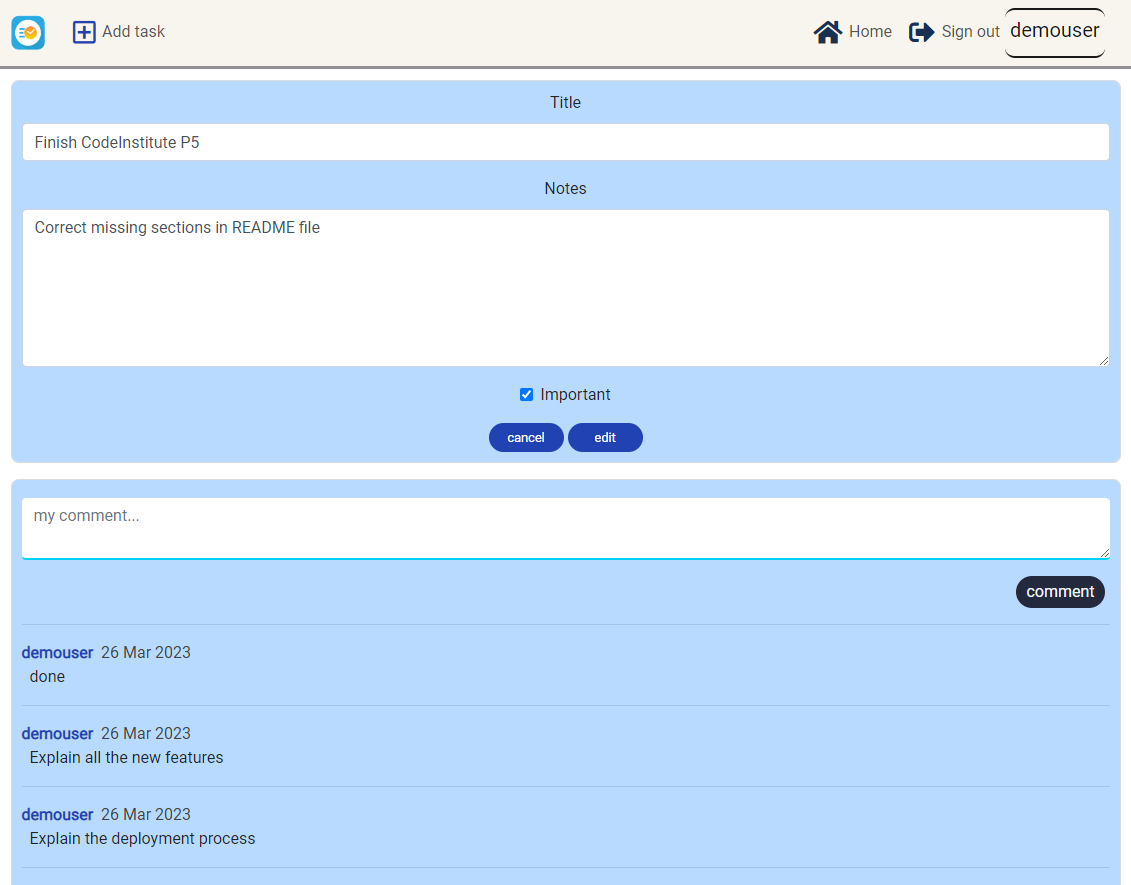 Add task
Home
Sign out
demouser
Title
Finish CodeInstitute P5
Notes
Correct missing sections in README file
Important
cancel
edit
my comment...
comment
demouser 26 Mar 2023
done
demouser 26 Mar 2023
Explain all the new features
demouser 26 Mar 2023
Explain the deployment process